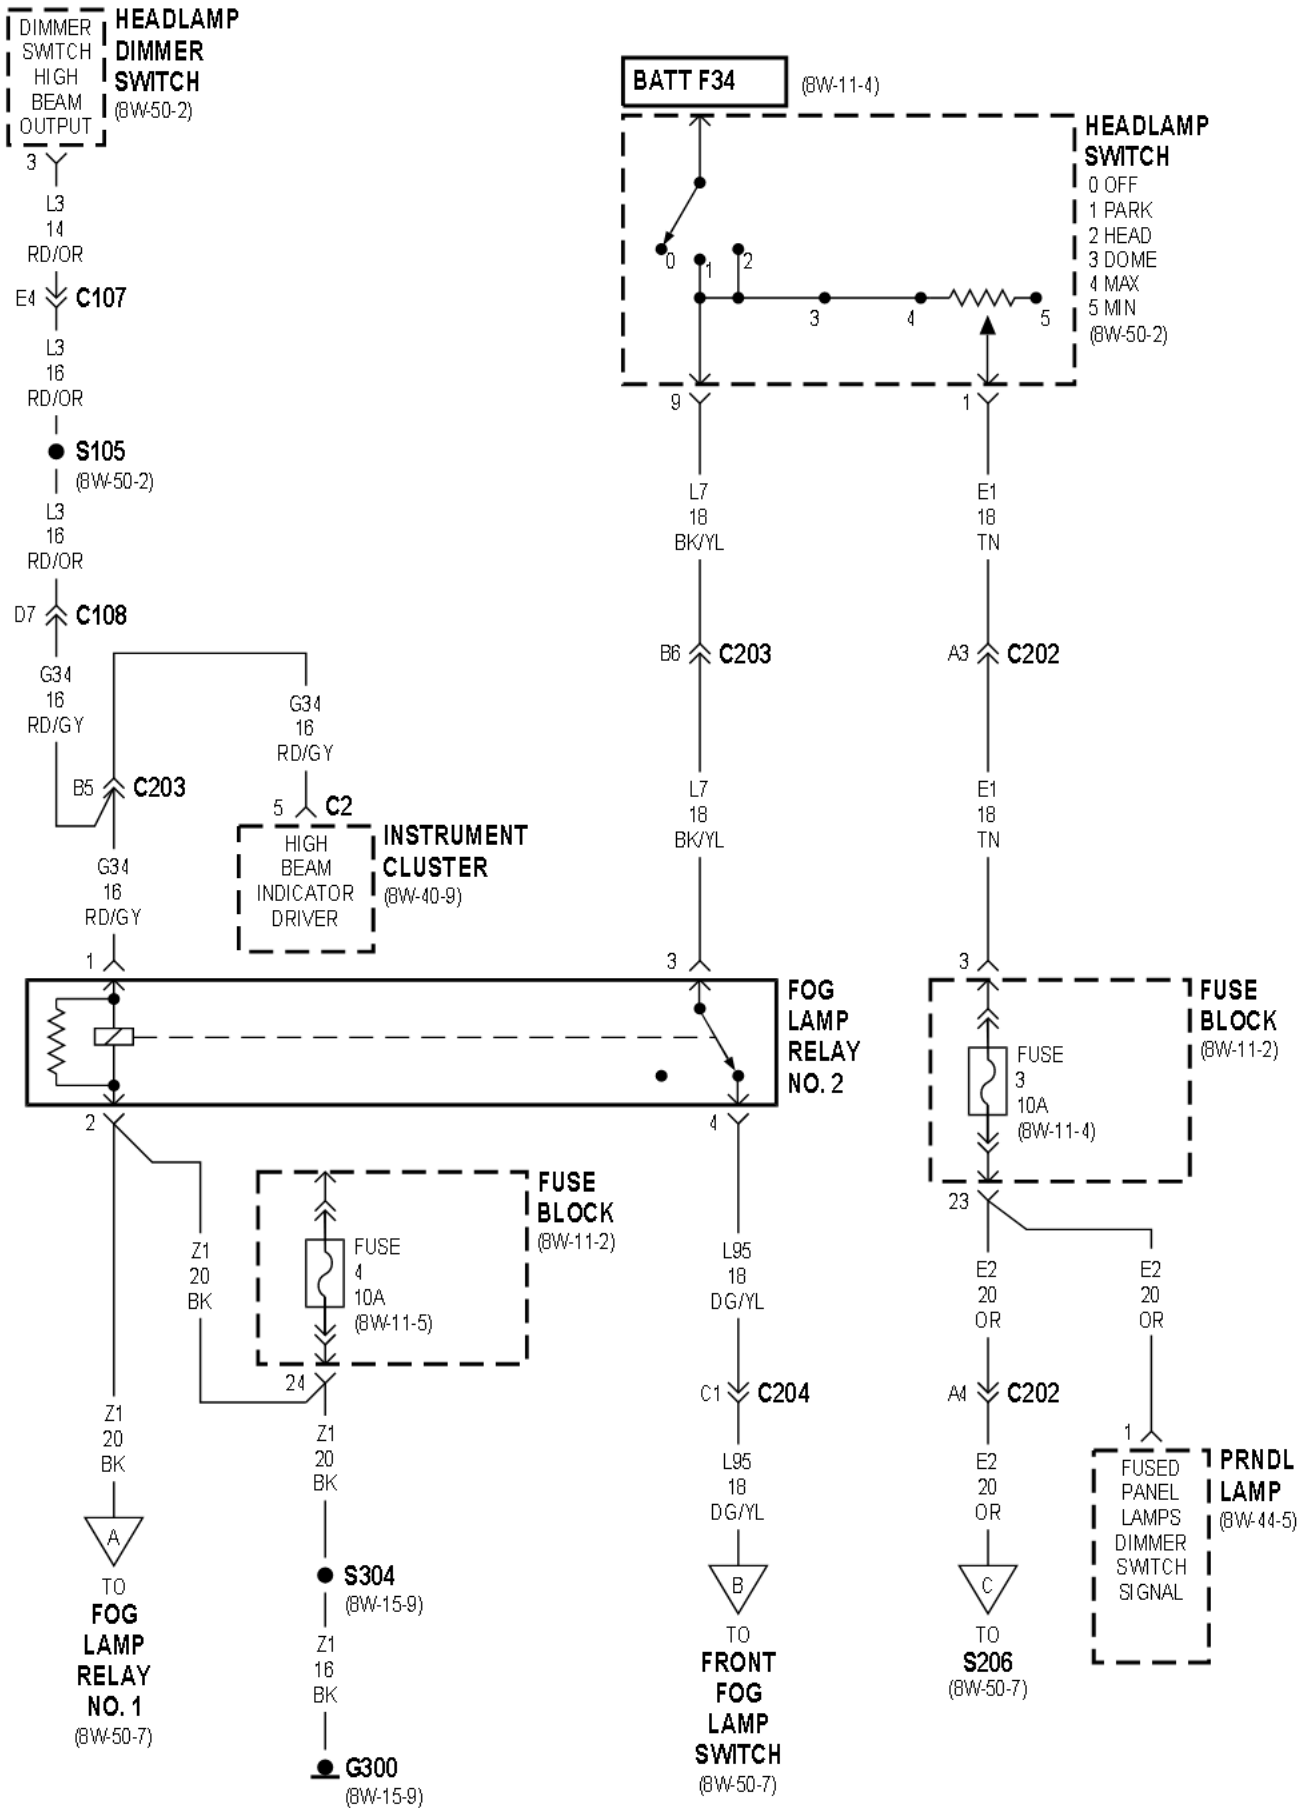 DIMMER
SWITCH
HIGH
BEAM
OUTPUT
HEADLAMP
DIMMER
SWITCH
(8W-50-2)
3
L3
14
RD/OR
E4
C107
L3
16
RD/OR
S105
(8W-50-2)
L3
16
RD/OR
D7
C108
G34
16
RD/GY
B5
C203
G34
16
RD/GY
5
C2
HIGH
BEAM
INDICATOR
DRIVER
INSTRUMENT
CLUSTER
(8W-40-9)
G34
16
RD/GY
1
BATT F34
(8W-11-4)
HEADLAMP
SWITCH
0 OFF
1 PARK
2 HEAD
3 DOME
4 MAX
5 MIN
(8W-50-2)
0
1
2
3
4
5
9
1
L7
18
BK/YL
E1
18
TN
B6
C203
A3
C202
L7
18
BK/YL
E1
18
TN
3
3
FOG
LAMP
RELAY
NO. 2
FUSE
3
10A
(8W-11-4)
FUSE
BLOCK
(8W-11-2)
2
4
23
Z1
20
BK
FUSE
4
10A
(8W-11-5)
FUSE
BLOCK
(8W-11-2)
24
Z1
20
BK
A
TO
FOG
LAMP
RELAY
NO. 1
(8W-50-7)
Z1
20
BK
S304
(8W-15-9)
Z1
16
BK
G300
(8W-15-9)
L95
18
DG/YL
C1
C204
L95
18
DG/YL
B
TO
FRONT
FOG
LAMP
SWITCH
(8W-50-7)
E2
20
OR
E2
20
OR
A4
C202
E2
20
OR
C
TO
S206
(8W-50-7)
1
FUSED
PANEL
LAMPS
DIMMER
SWITCH
SIGNAL
PRNDL
LAMP
(8W-44-5)